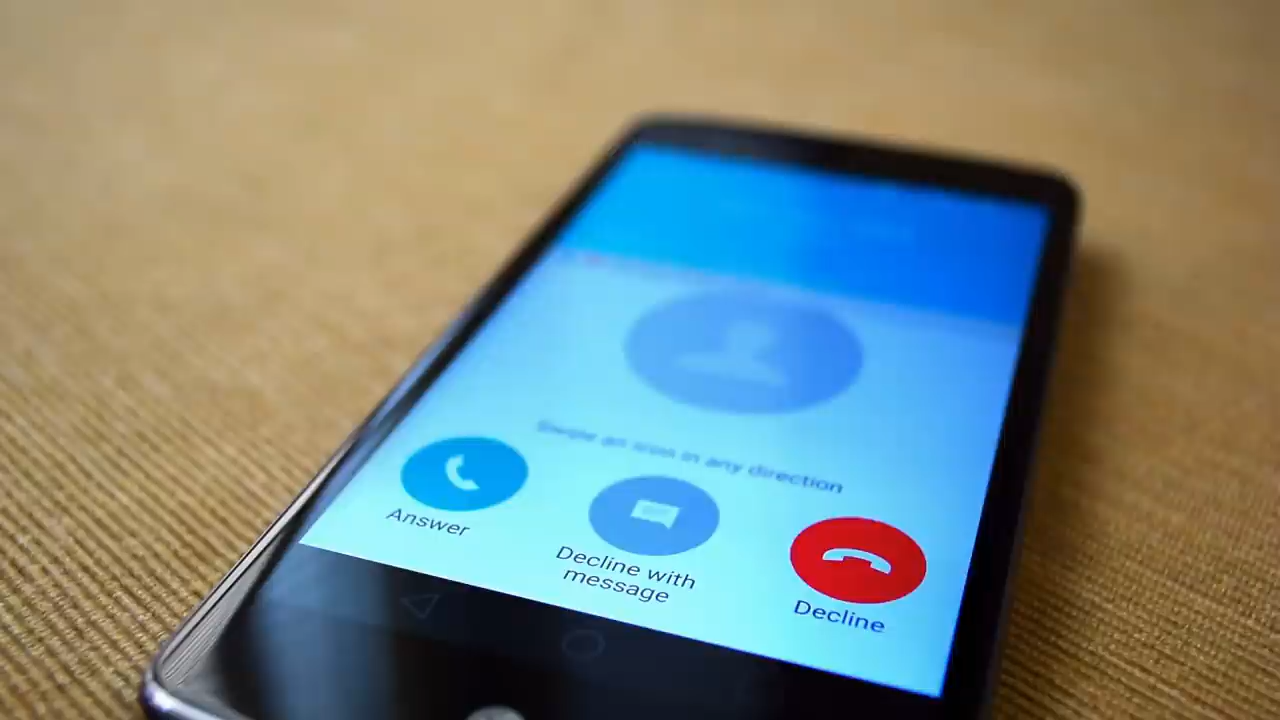 Swipe an icon in any direction
Answer
Decline with
message
Decline